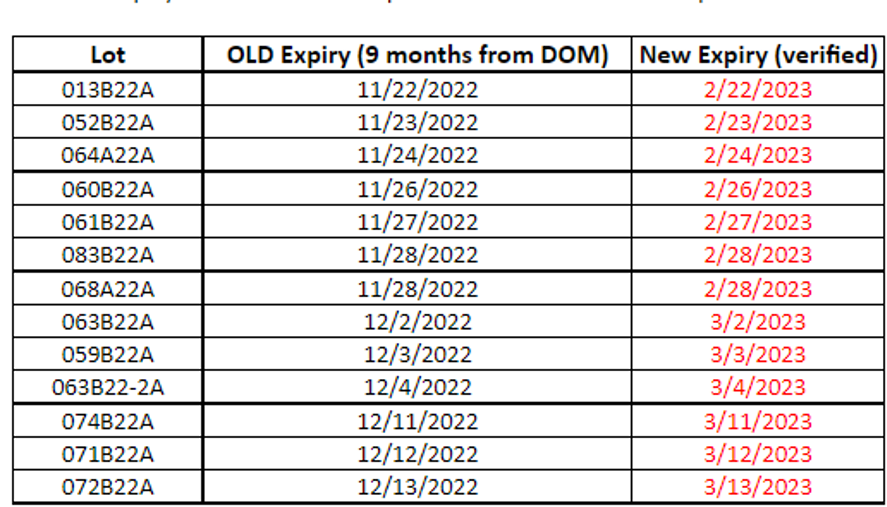 Lot OLD Expiry (9 months from DOM) New Expiry (verified)
013B22A 11/22/2022 2/22/2023
052B22A 11/23/2022 2/23/2023
064A22A 11/24/2022 2/24/2023
060B22A 11/26/2022 2/26/2023
061B22A 11/27/2022 2/27/2023
083B22A 11/28/2022 2/28/2023
068A22A 11/28/2022 2/28/2023
063B22A 12/2/2022 3/2/2023
059B22A 12/3/2022 3/3/2023
063B22-2A 12/4/2022 3/4/2023
074B22A 12/11/2022 3/11/2023
071B22A 12/12/2022 3/12/2023
072B22A 12/13/2022 3/13/2023